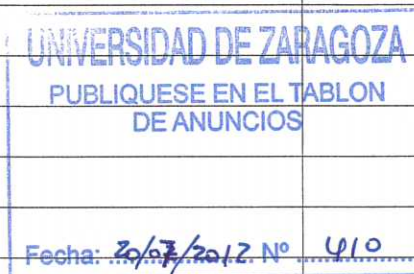 UNIVERSIDAD DE ZARAGOZA
PUBLIQUESE EN EL TABLON
DE ANUNCIOS
Fecha: 20/07/2012 Nº 410